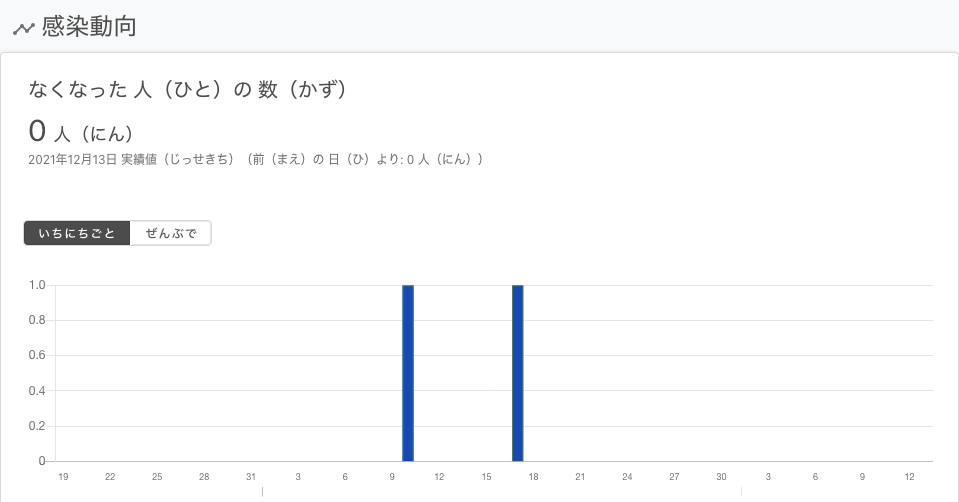 感染動向
なくなった 人（ひと）の 数（かず）
0 人（にん）
2021年12月13日 実績値（じっせきち）（前（まえ）の 日（ひ）より: 0 人（にん））
いちにちごと ぜんぶで
1.0
0.8
0.6
0.4
0.2
0
19 22 25 28 31 3 6 9 12 15 18 21 24 27 30 3 6 9 12